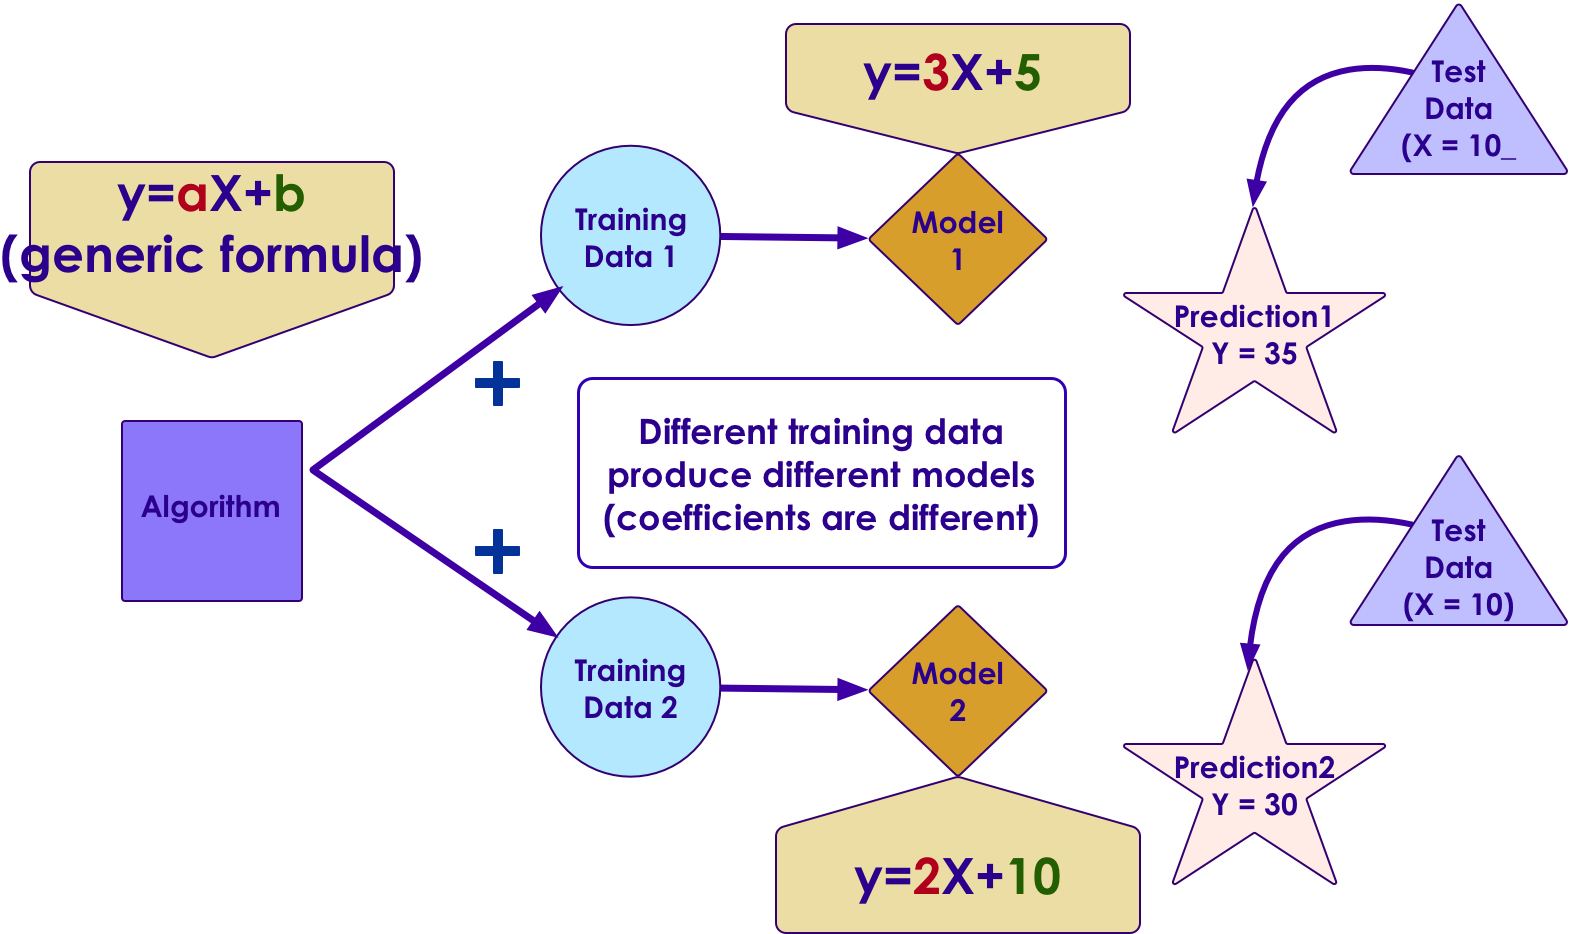 y=aX+b
(generic formula)
Algorithm
+
+
Training
Data 1
y=3X+5
Model
1
Test
Data
(X = 10_
Prediction1
Y = 35
Different training data
produce different models
(coefficients are different)
Training
Data 2
Model
2
y=2X+10
Test
Data
(X = 10)
Prediction2
Y = 30